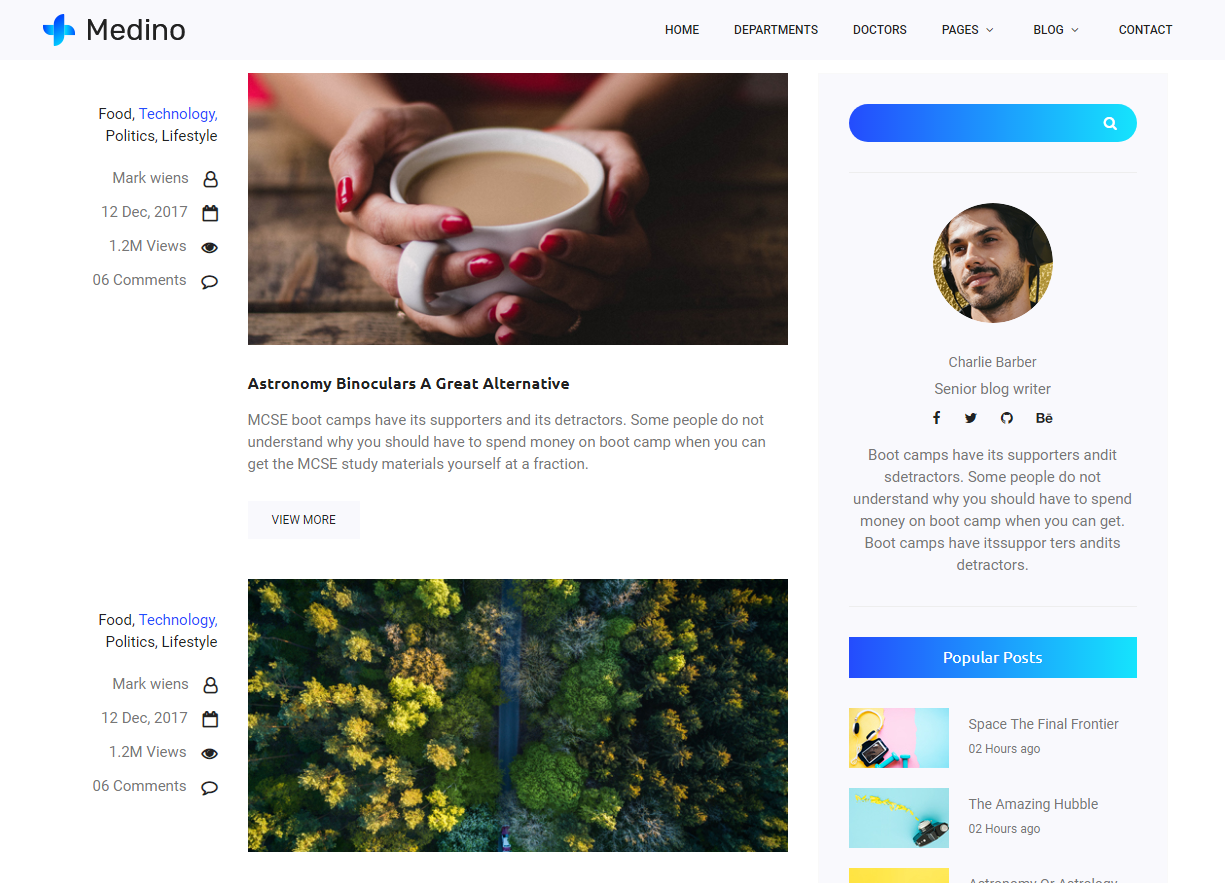 Medino
HOME
DEPARTMENTS
DOCTORS
PAGES
BLOG
CONTACT
Food, Technology,
Politics, Lifestyle
Mark wiens
12 Dec, 2017
1.2M Views
06 Comments
Astronomy Binoculars A Great Alternative
MCSE boot camps have its supporters and its detractors. Some people do not
understand why you should have to spend money on boot camp when you can
get the MCSE study materials yourself at a fraction.
VIEW MORE
Food, Technology,
Politics, Lifestyle
Mark wiens
12 Dec, 2017
1.2M Views
06 Comments
Charlie Barber
Senior blog writer
Bē
Boot camps have its supporters andit
sdetractors. Some people do not
understand why you should have to spend
money on boot camp when you can get.
Boot camps have itssuppor ters andits
detractors.
Popular Posts
Space The Final Frontier
02 Hours ago
The Amazing Hubble
02 Hours ago
Astronomy Or Astrology